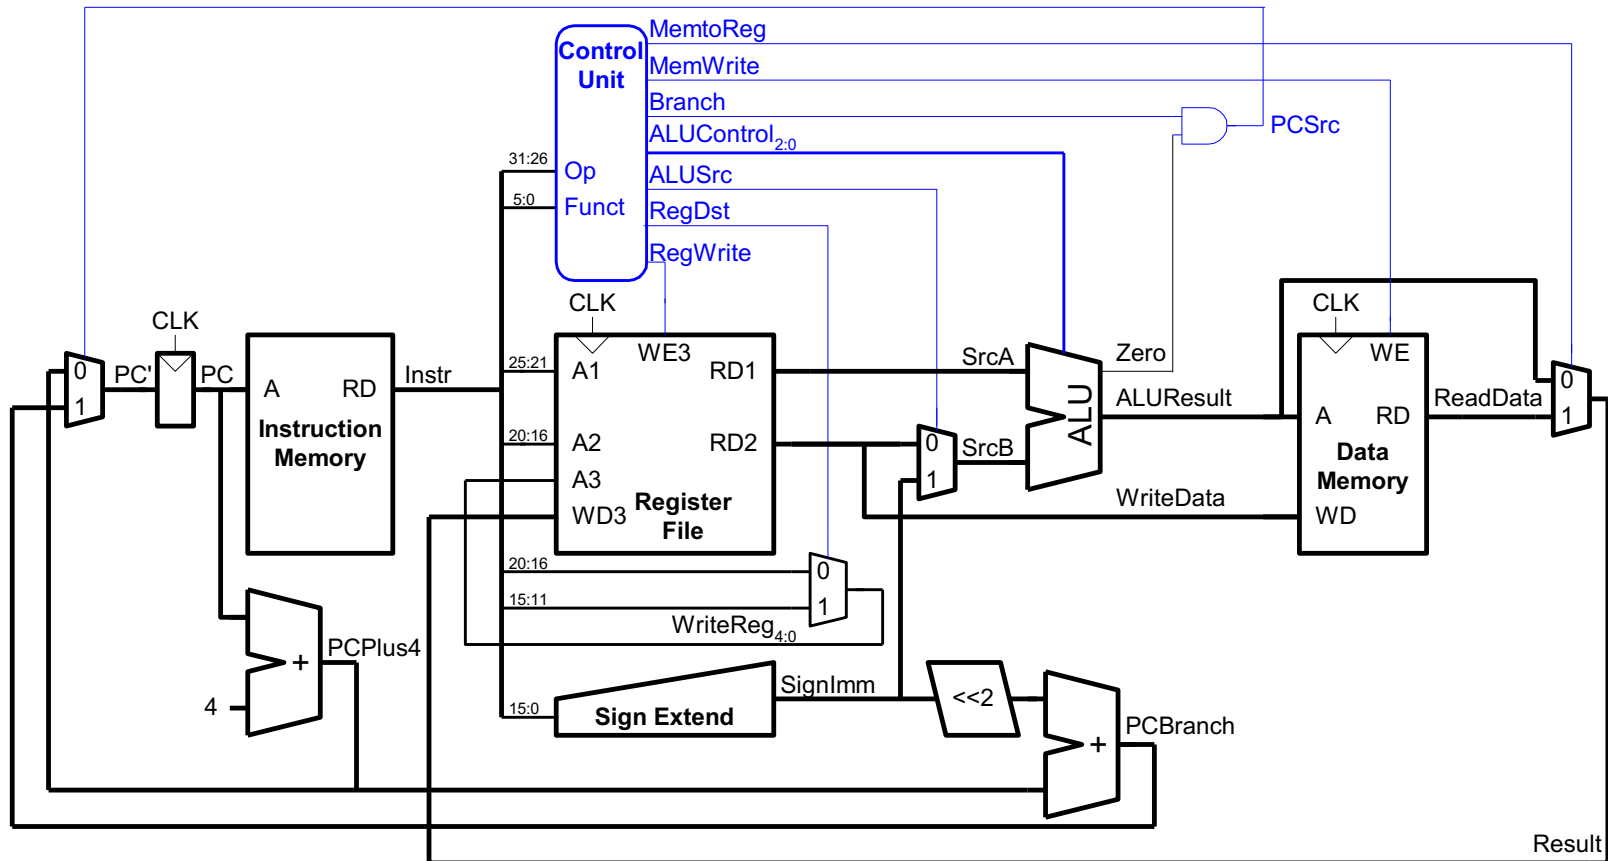 MemtoReg
Control
Unit
MemWrite
Branch
ALUControl2:0
PCSrc
31:26
Op
ALUSrc
5:0
Funct
RegDst
RegWrite
CLK
CLK
CLK
WE3
WE
0
1
PC'
PC
A
RD
Instr
25:21
A1
RD1
SrcA
Zero
ALU
ALUResult
A
RD
ReadData
0
1
Instruction
Memory
20:16
A2
RD2
0
1
SrcB
Data
Memory
A3
Register
File
WD3
WriteData
WD
20:16
0
15:11
1
WriteReg4:0
PCPlus4
+
4
SignImm
15:0
Sign Extend
<<2
+
PCBranch
Result